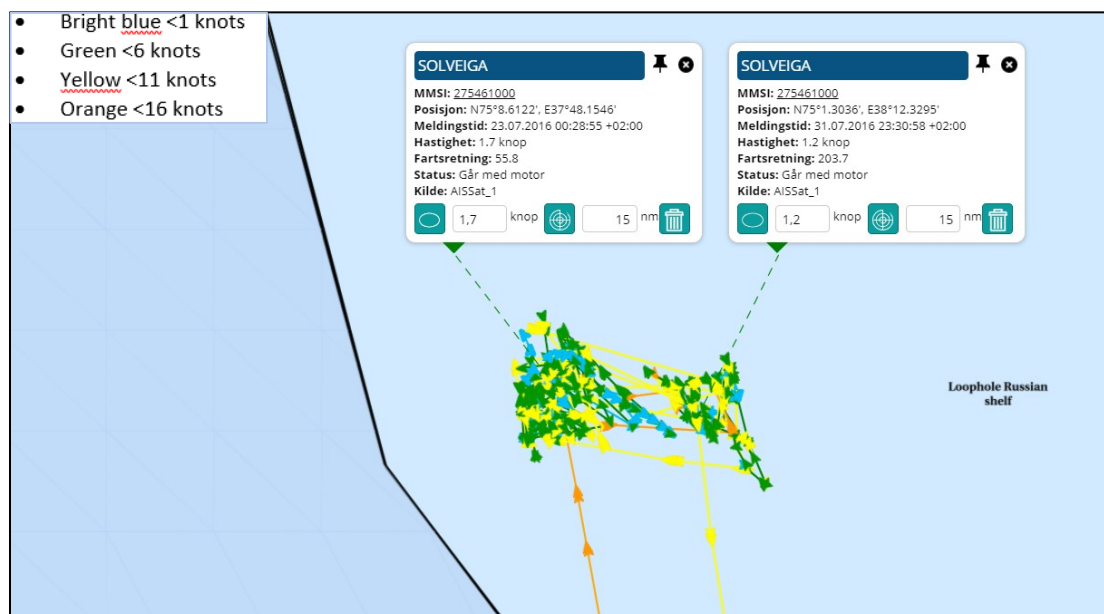 Bright blue <1 knots
Green <6 knots
Yellow <11 knots
Orange <16 knots
SOLVEIGA
MMSI: 275461000
Posisjon: N75°8.6122', E37°48.1546'
Meldingstid: 23.07.2016 00:28:55 +02:00
Hastighet: 1.7 knop
Fartsretning: 55.8
Status: Går med motor
Kilde: AISSat_1
1,7 knop 15 nm
SOLVEIGA
MMSI: 275461000
Posisjon: N75°1.3036', E38°12.3295'
Meldingstid: 31.07.2016 23:30:58 +02:00
Hastighet: 1.2 knop
Fartsretning: 203.7
Status: Går med motor
Kilde: AISSat_1
1,2 knop 15 nm
Loophole Russian
shelf